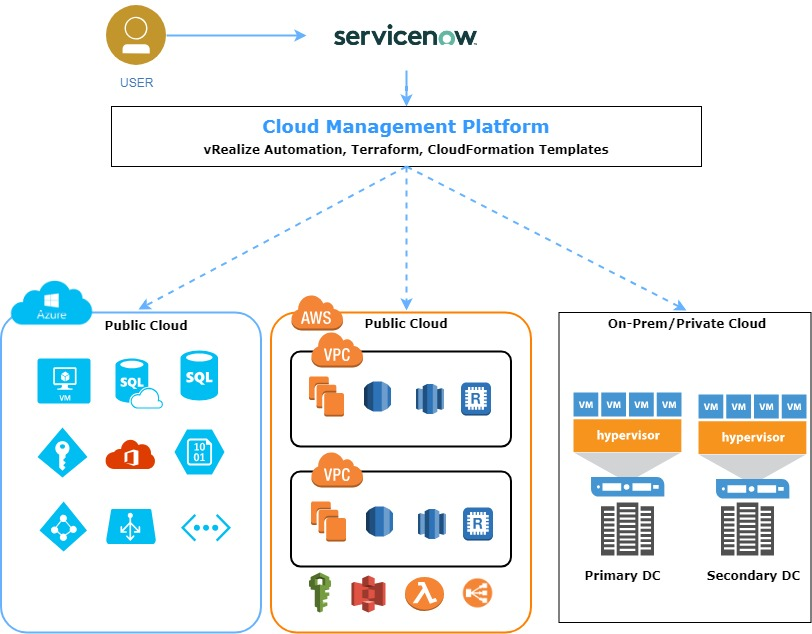 servicenow
USER
Cloud Management Platform
vRealize Automation, Terraform, CloudFormation Templates
Azure
Public Cloud
VM
SQL
SQL
10
01
AWS
Public Cloud
VPC
R
VPC
R
λ
On-Prem/Private Cloud
VM VM VM VM
hypervisor
Primary DC
VM VM VM VM
hypervisor
Secondary DC